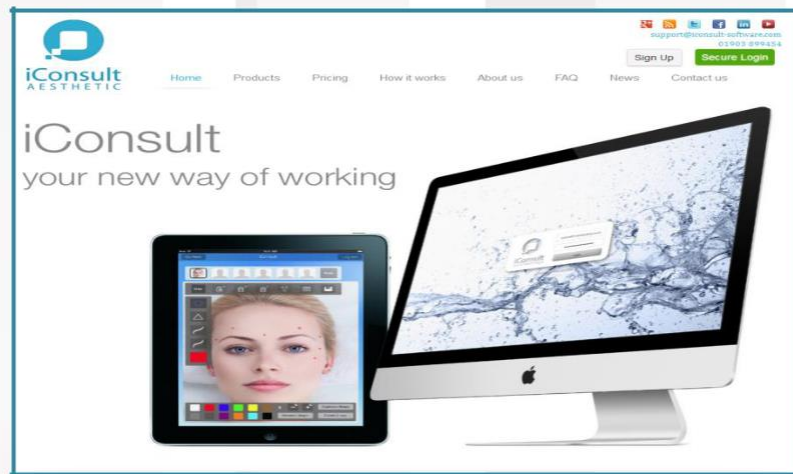 support@iconsult-software.com
01903 899454
Sign Up
Secure Login
iConsult
AESTHETIC
Home
Products
Pricing
How it works
About us
FAQ
News
Contact us
iConsult
your new way of working
iConsult